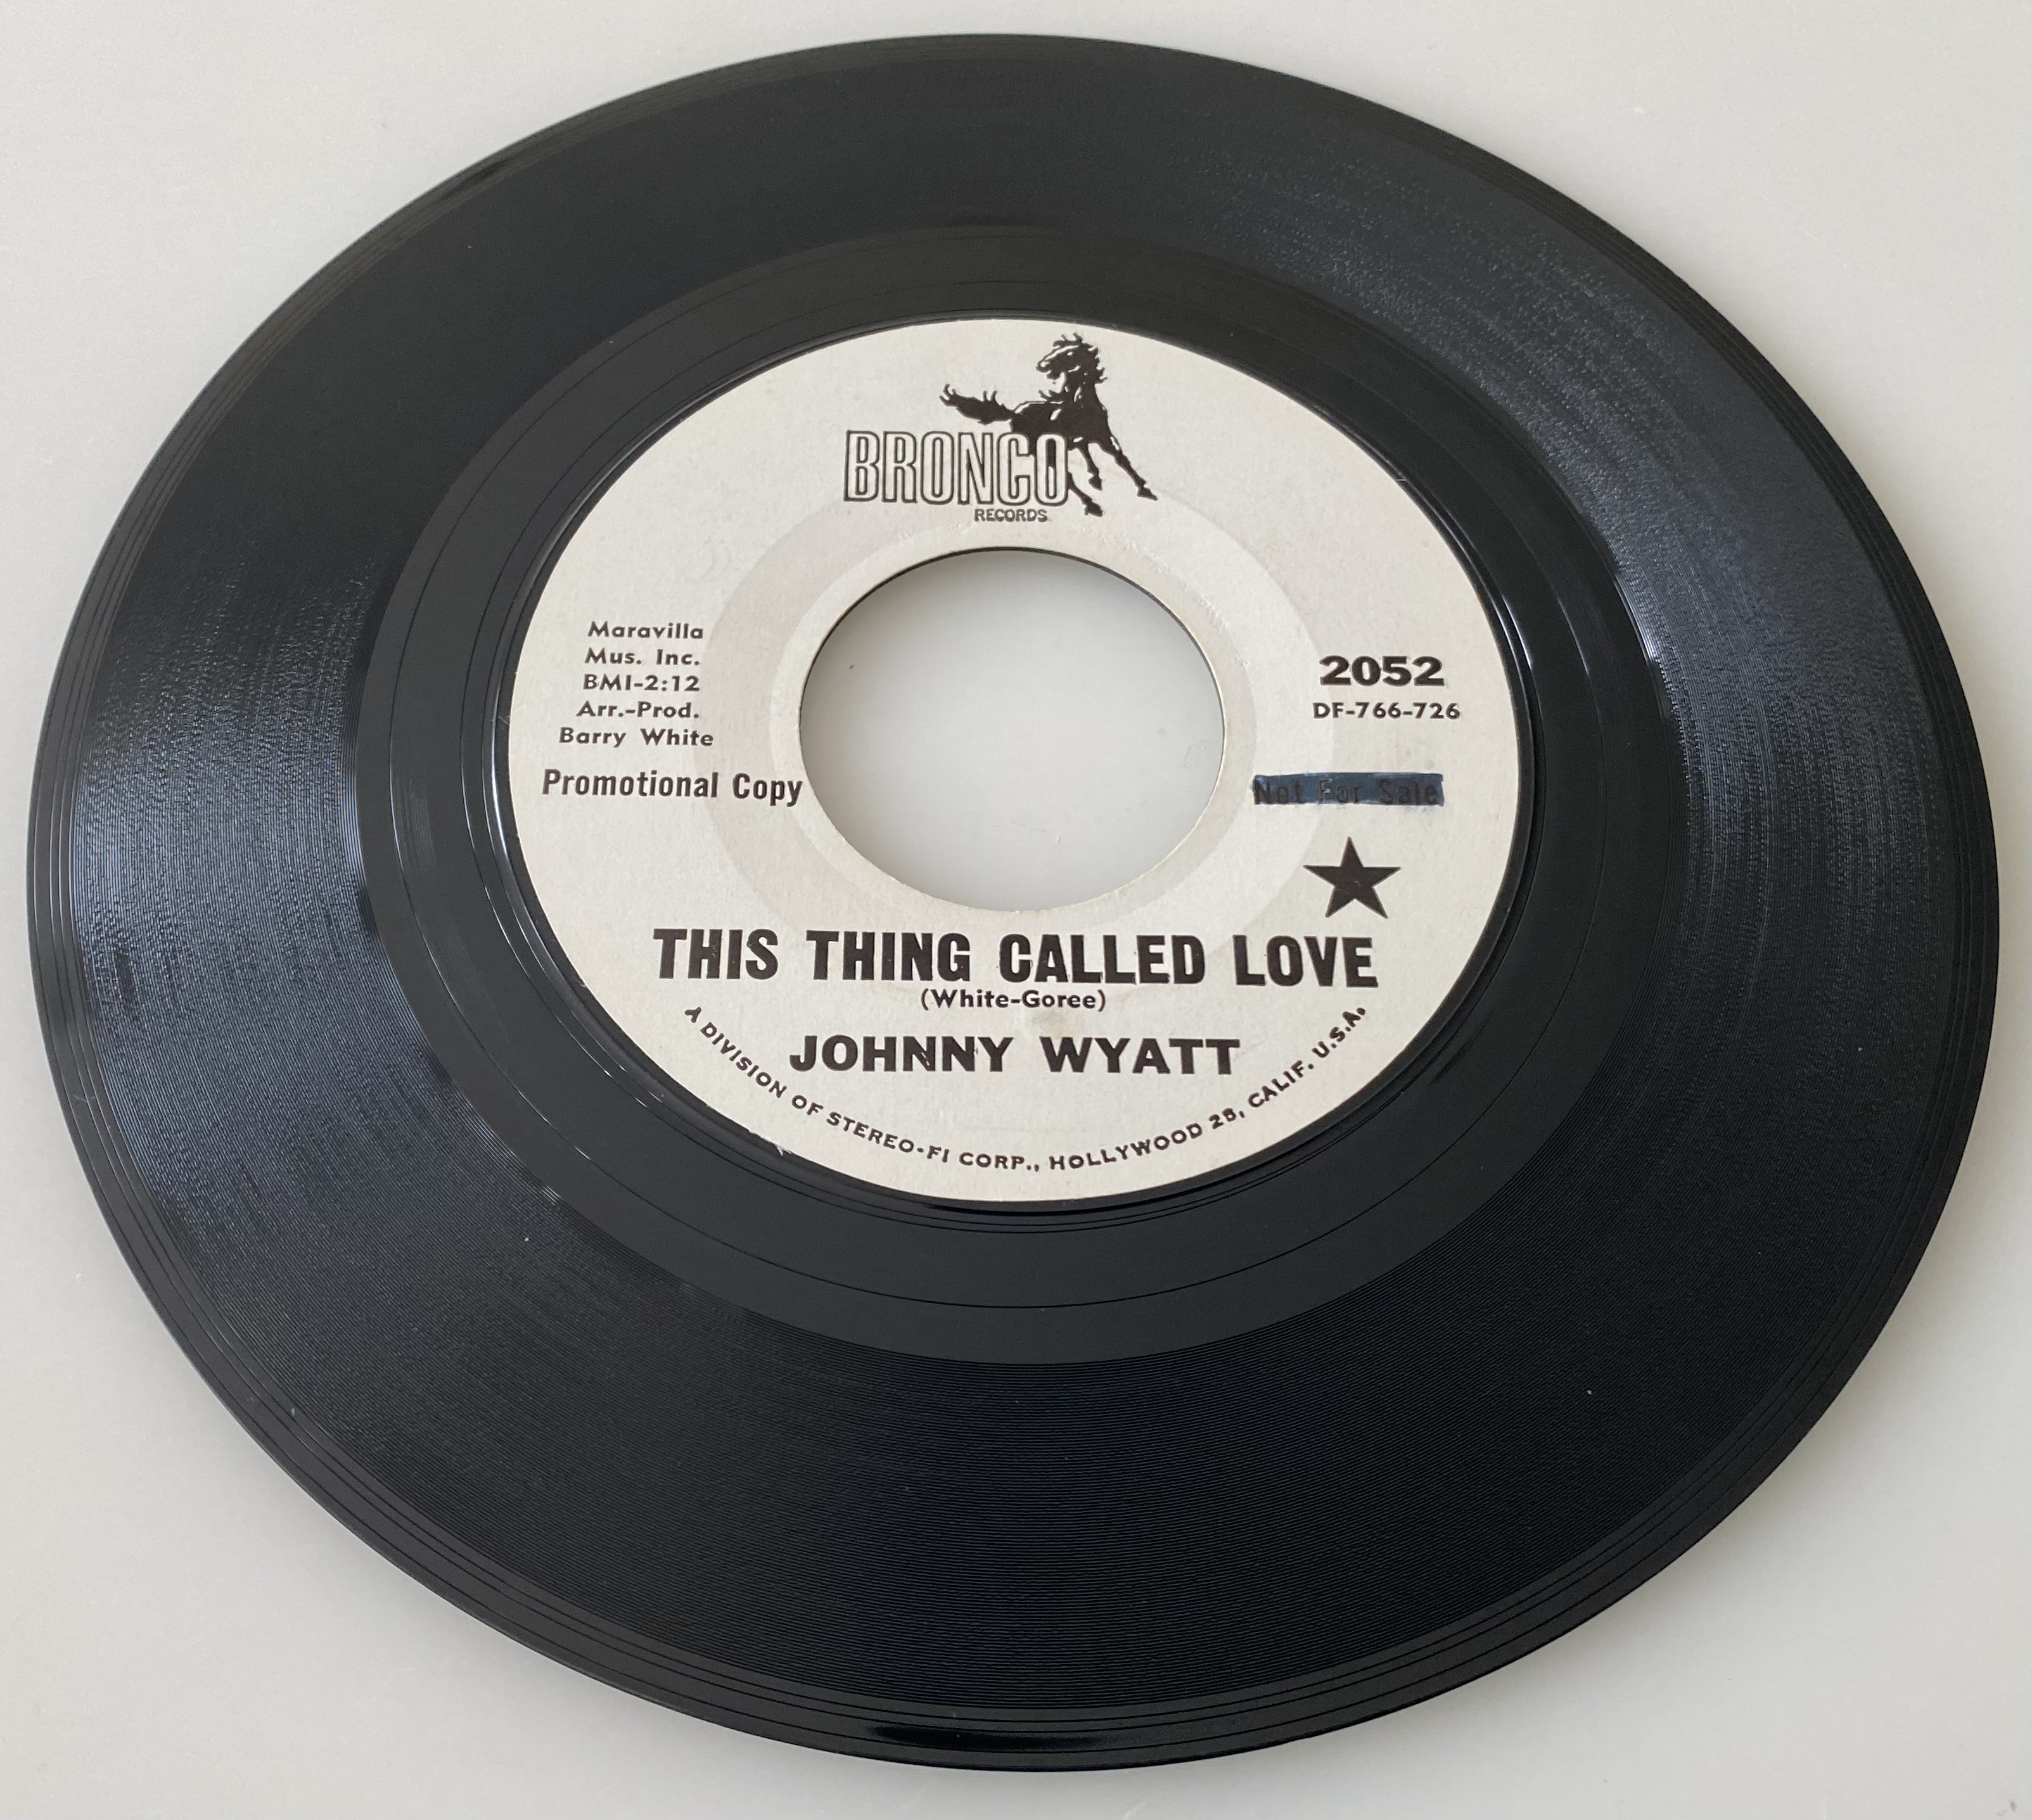 BRONCO
RECORDS
Maravilla
Mus. Inc.
BMI-2:12
Arr.-Prod.
Barry White
Promotional Copy
2052
DF-766-726
Not For Sale
THIS THING CALLED LOVE
(White-Goree)
JOHNNY WYATT
A DIVISION OF STEREO-FI CORP., HOLLYWOOD 28, CALIF. U.S.A.